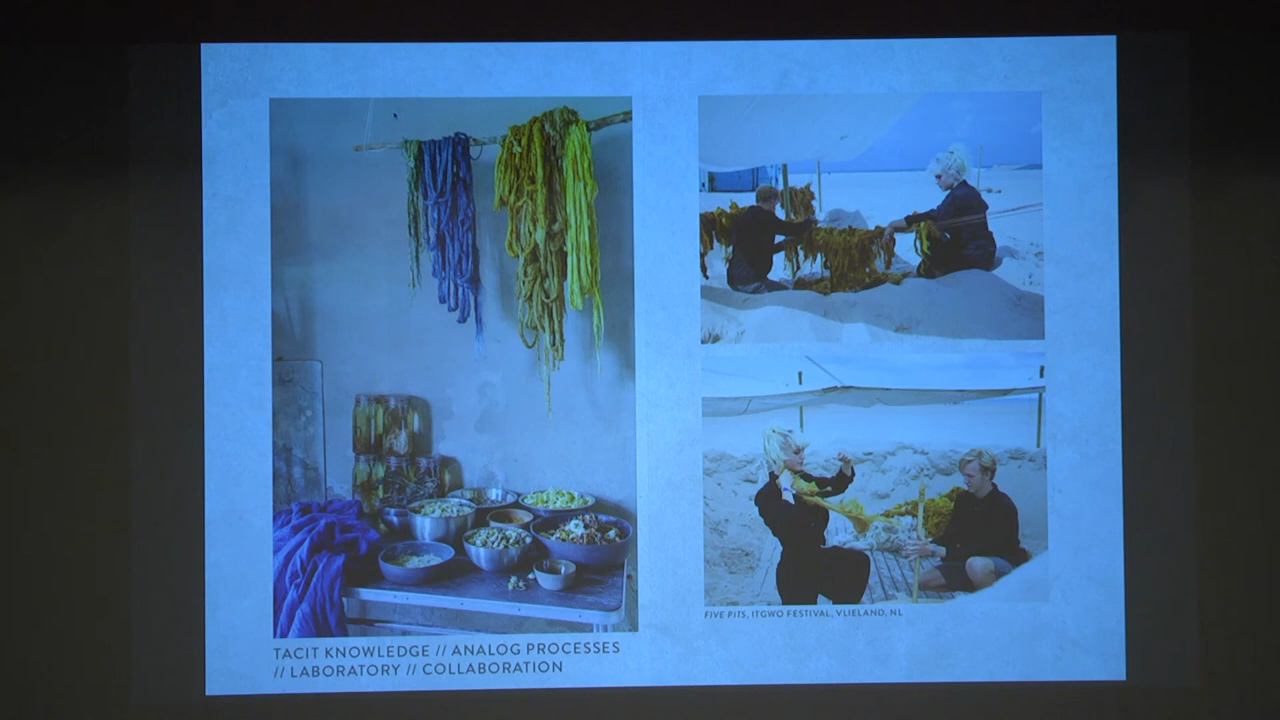 TACIT KNOWLEDGE // ANALOG PROCESSES
// LABORATORY // COLLABORATION
FIVE PITS, ITGWO FESTIVAL, VLIELAND, NL